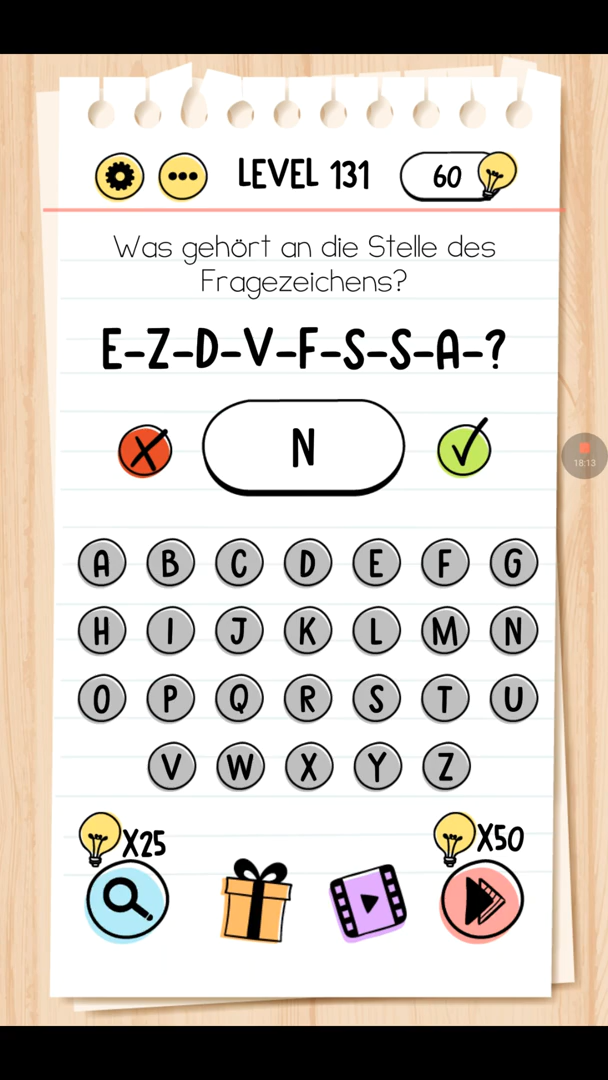 LEVEL 131
60
Was gehört an die Stelle des
Fragezeichens?
E-Z-D-V-F-S-S-A-?
N
18:13
A B C D E F G
H I J K L M N
O P Q R S T U
V W X Y Z
X25
X50